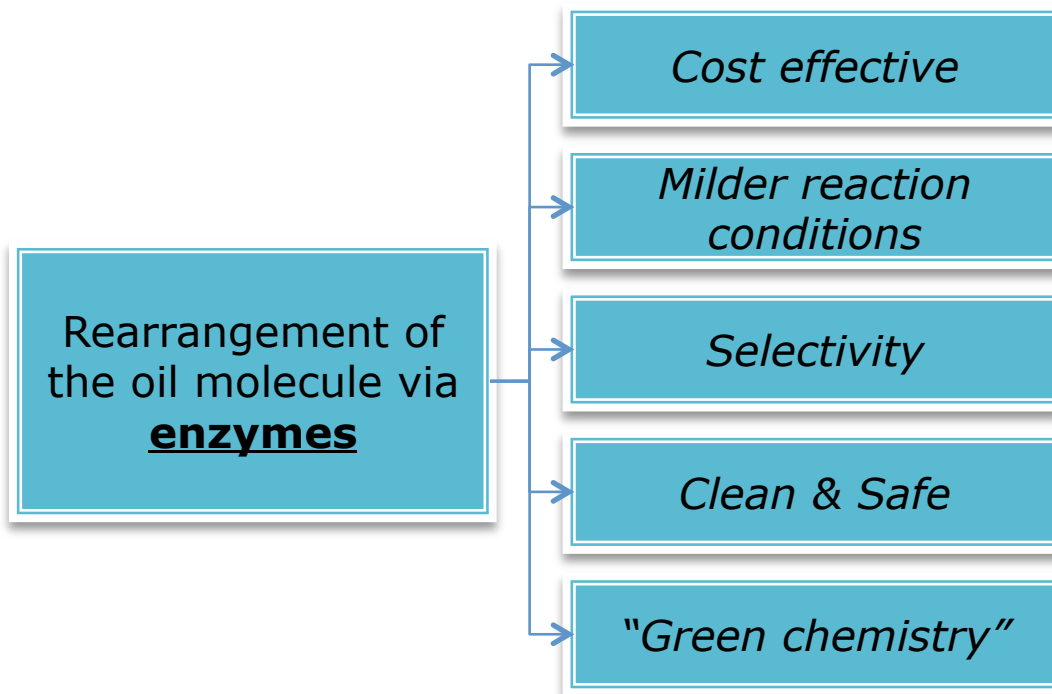 Rearrangement of
the oil molecule via
enzymes
Cost effective
Milder reaction
conditions
Selectivity
Clean & Safe
“Green chemistry”